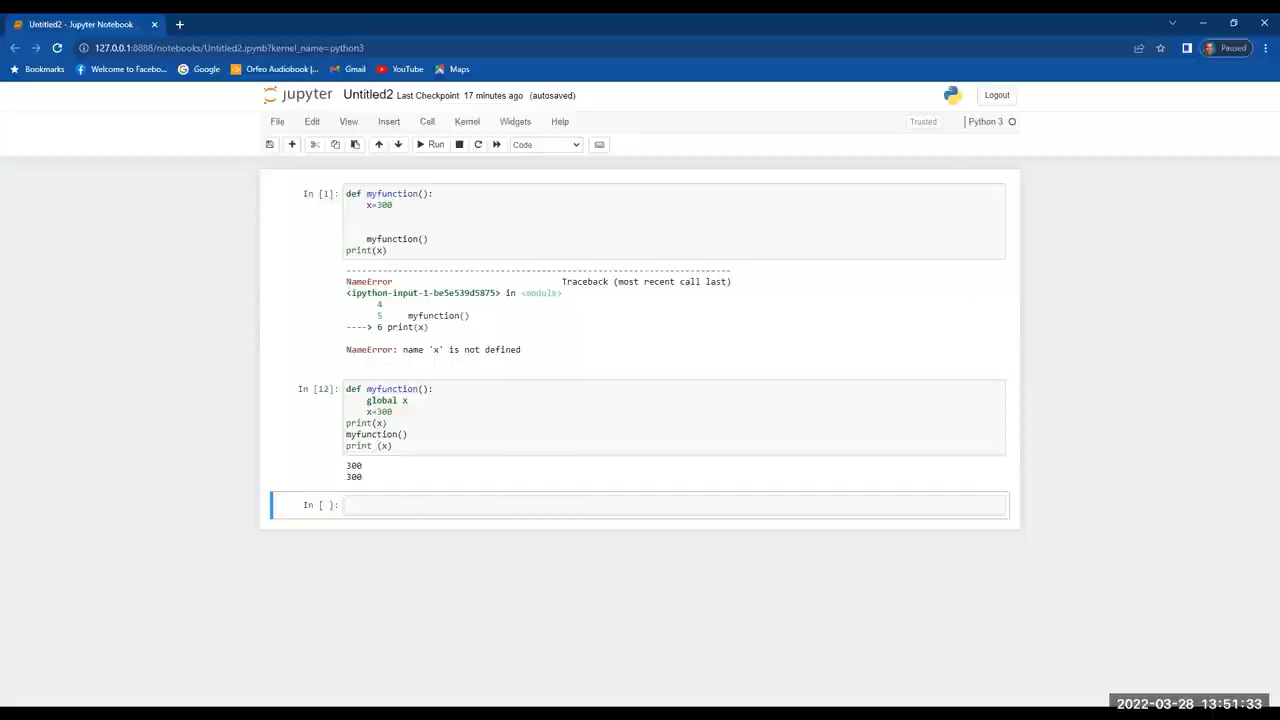 Untitled2 - Jupyter Notebook
127.0.0.1:8888/notebooks/Untitled2.ipynb?kernel_name=python3
Paused
Bookmarks Welcome to Facebo... Google Orfeo Audiobook |... Gmail YouTube Maps
jupyter Untitled2 Last Checkpoint 17 minutes ago (autosaved)
Logout
File Edit View Insert Cell Kernel Widgets Help
Trusted | Python 3
Run Code
In [1]: def myfunction():
x=300
myfunction()
print(x)
---------------------------------------------------------------------------
NameError Traceback (most recent call last)
<ipython-input-1-be5e539d5875> in <module>
4
5 myfunction()
----> 6 print(x)
NameError: name 'x' is not defined
In [12]: def myfunction():
global x
x=300
print(x)
myfunction()
print (x)
300
300
In [ ]:
2022-03-28 13:51:33